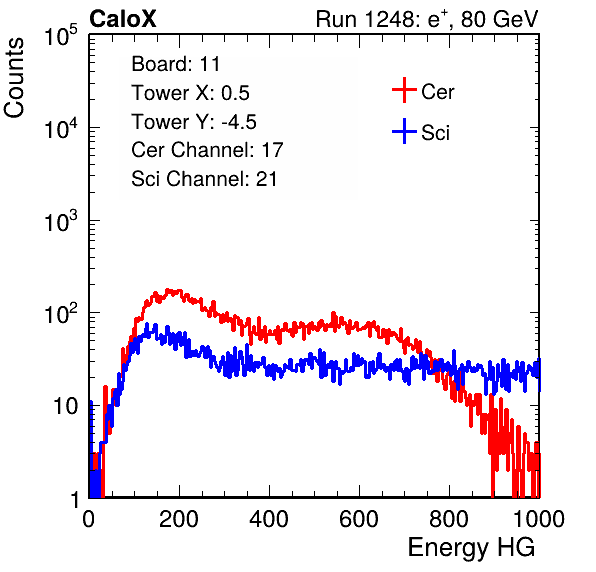 CaloX Run 1248: e+, 80 GeV
Counts
Board: 11
Tower X: 0.5
Tower Y: -4.5
Cer Channel: 17
Sci Channel: 21
Cer
Sci
10^5
10^4
10^3
10^2
10
1
0 200 400 600 800 1000
Energy HG